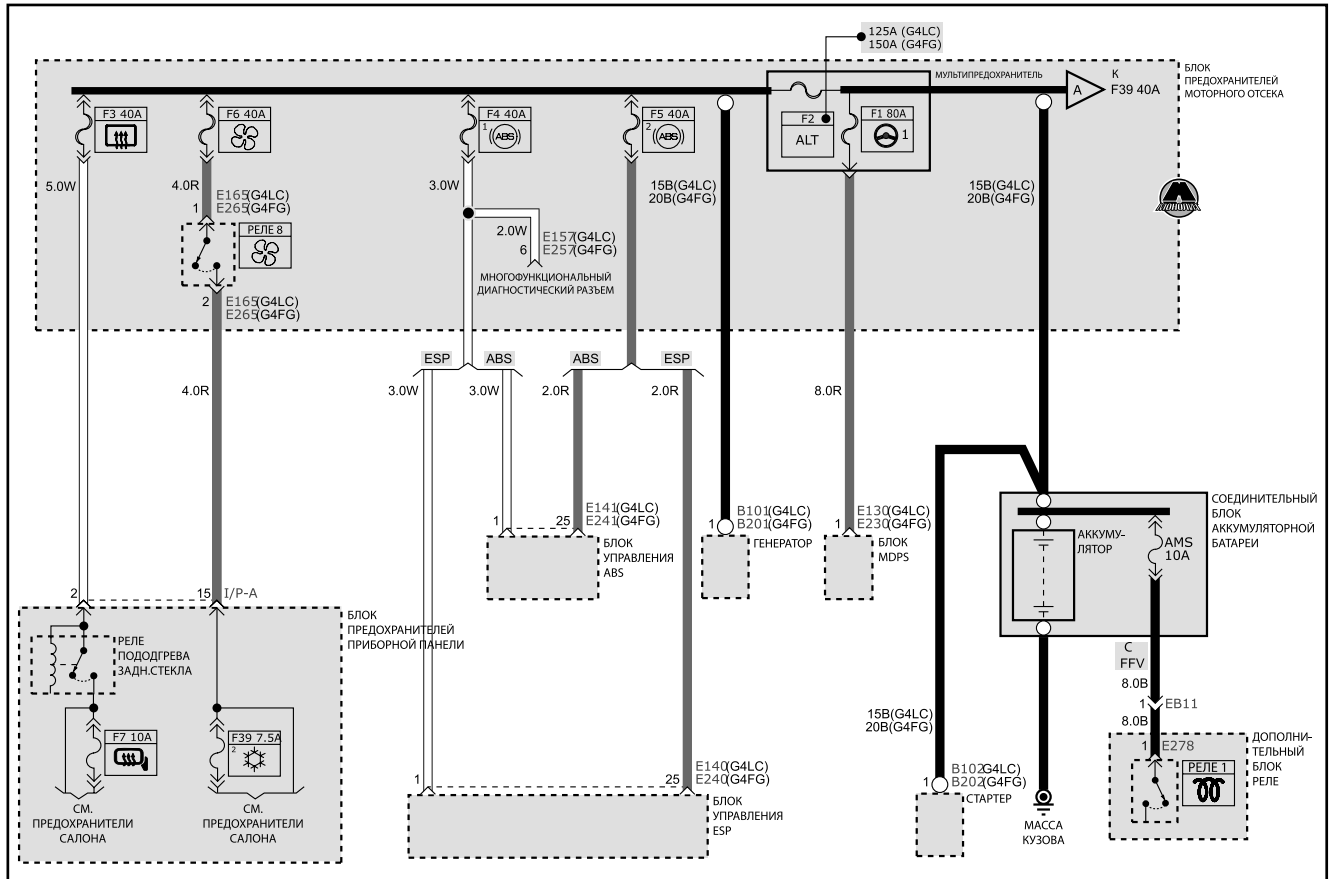 125A (G4LC)
150A (G4FG)
МУЛЬТИПРЕДОХРАНИТЕЛЬ
A
К
F39 40A
БЛОК
ПРЕДОХРАНИТЕЛЕЙ
МОТОРНОГО ОТСЕКА
F3 40A
F6 40A
F4 40A
1 ABS
F5 40A
2 ABS
F2
ALT
F1 80A
1
5.0W
4.0R
1
E165(G4LC)
E265(G4FG)
РЕЛЕ 8
2
E165(G4LC)
E265(G4FG)
3.0W
2.0W
6
E157(G4LC)
E257(G4FG)
МНОГОФУНКЦИОНАЛЬНЫЙ
ДИАГНОСТИЧЕСКИЙ РАЗЪЕМ
15B(G4LC)
20B(G4FG)
15B(G4LC)
20B(G4FG)
ESP
ABS
ABS
ESP
4.0R
3.0W
3.0W
2.0R
2.0R
8.0R
1
25
E141(G4LC)
E241(G4FG)
БЛОК
УПРАВЛЕНИЯ
ABS
1
B101(G4LC)
B201(G4FG)
ГЕНЕРАТОР
1
E130(G4LC)
E230(G4FG)
БЛОК
MDPS
СОЕДИНИТЕЛЬНЫЙ
БЛОК
АККУМУЛЯТОРНОЙ
БАТАРЕИ
АККУМУ-
ЛЯТОР
AMS
10A
2
15
I/P-A
БЛОК
ПРЕДОХРАНИТЕЛЕЙ
ПРИБОРНОЙ ПАНЕЛИ
РЕЛЕ
ПОДОДГРЕВА
ЗАДН.СТЕКЛА
F7 10A
F39 7.5A
2
СМ.
ПРЕДОХРАНИТЕЛИ
САЛОНА
СМ.
ПРЕДОХРАНИТЕЛИ
САЛОНА
1
25
E140(G4LC)
E240(G4FG)
БЛОК
УПРАВЛЕНИЯ
ESP
15B(G4LC)
20B(G4FG)
1
B102G4LC)
B202(G4FG)
СТАРТЕР
МАССА
КУЗОВА
C
FFV
8.0B
1
EB11
8.0B
1
E278
РЕЛЕ 1
ДОПОЛНИ-
ТЕЛЬНЫЙ
БЛОК
РЕЛЕ